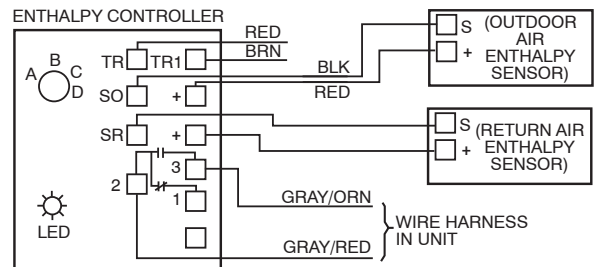 ENTHALPY CONTROLLER
A B C D
TR TR1
RED
BRN
SO +
BLK
RED
S (OUTDOOR
AIR
+ ENTHALPY
SENSOR)
SR +
S (RETURN AIR
+ ENTHALPY
SENSOR)
3
2
1
LED
GRAY/ORN
GRAY/RED
WIRE HARNESS
IN UNIT